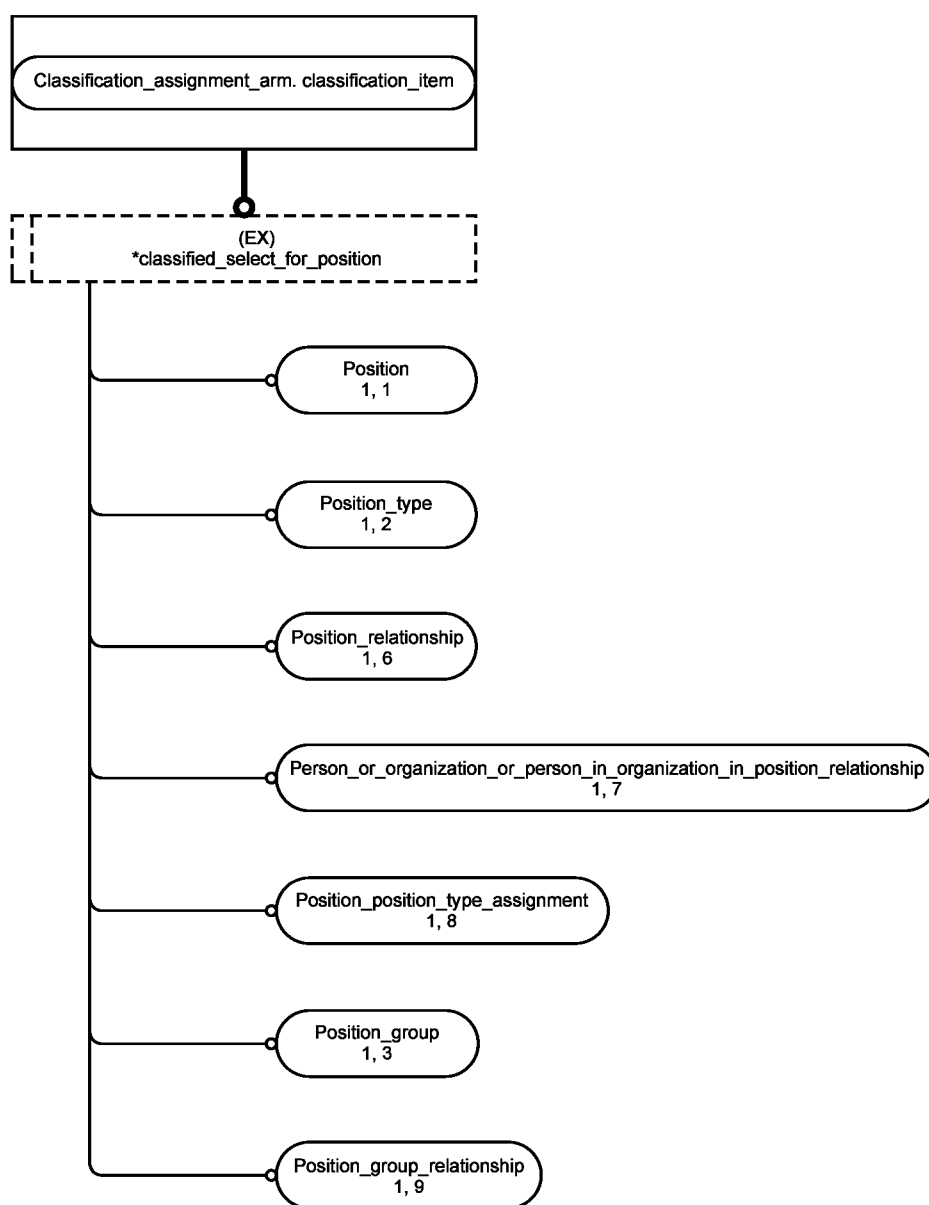 Classification_assignment_arm. classification_item
(EX)
*classified_select_for_position
Position
1, 1
Position_type
1, 2
Position_relationship
1, 6
Person_or_organization_or_person_in_organization_in_position_relationship
1, 7
Position_position_type_assignment
1, 8
Position_group
1, 3
Position_group_relationship
1, 9